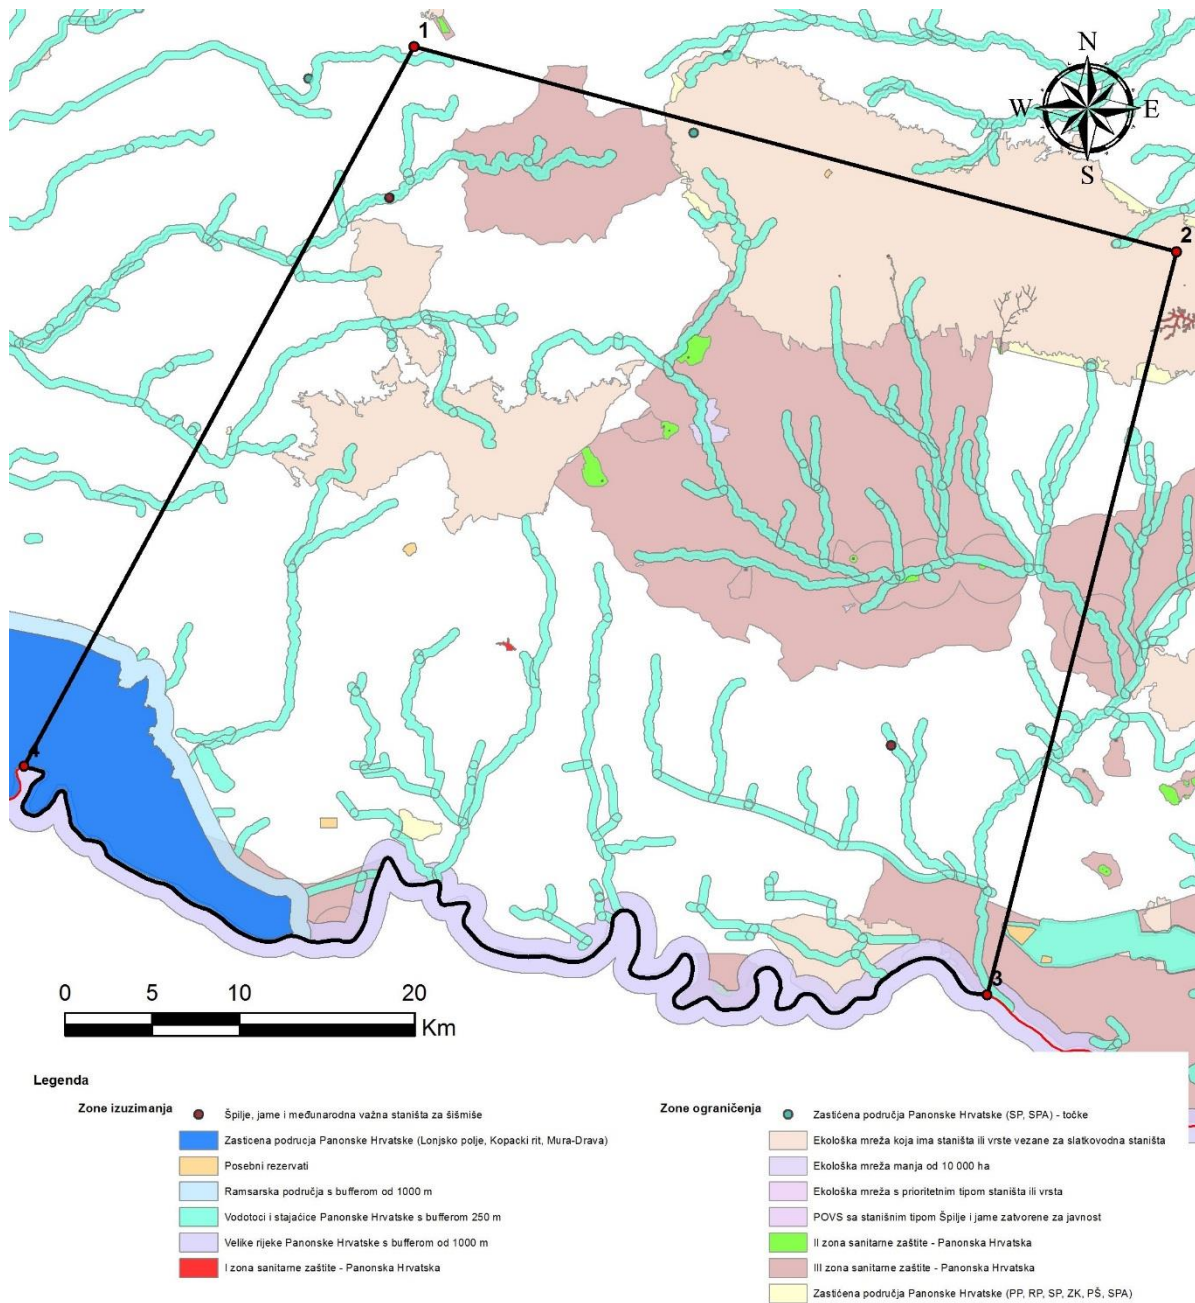 1
N
W E
S
2
4
3
0 5 10 20
Km
Legenda
Zone izuzimanja
Špilje, jame i međunarodna važna staništa za šišmiše
Zasticena podrucja Panonske Hrvatske (Lonjsko polje, Kopacki rit, Mura-Drava)
Posebni rezervati
Ramsarska područja s bufferom od 1000 m
Vodotoci i stajaćice Panonske Hrvatske s bufferom 250 m
Velike rijeke Panonske Hrvatske s bufferom od 1000 m
I zona sanitarne zaštite - Panonska Hrvatska
Zone ograničenja
Zastićena područja Panonske Hrvatske (SP, SPA) - točke
Ekološka mreža koja ima staništa ili vrste vezane za slatkovodna staništa
Ekološka mreža manja od 10 000 ha
Ekološka mreža s prioritetnim tipom staništa ili vrsta
POVS sa stanišnim tipom Špilje i jame zatvorene za javnost
II zona sanitarne zaštite - Panonska Hrvatska
III zona sanitarne zaštite - Panonska Hrvatska
Zastićena područja Panonske Hrvatske (PP, RP, SP, ZK, PŠ, SPA)